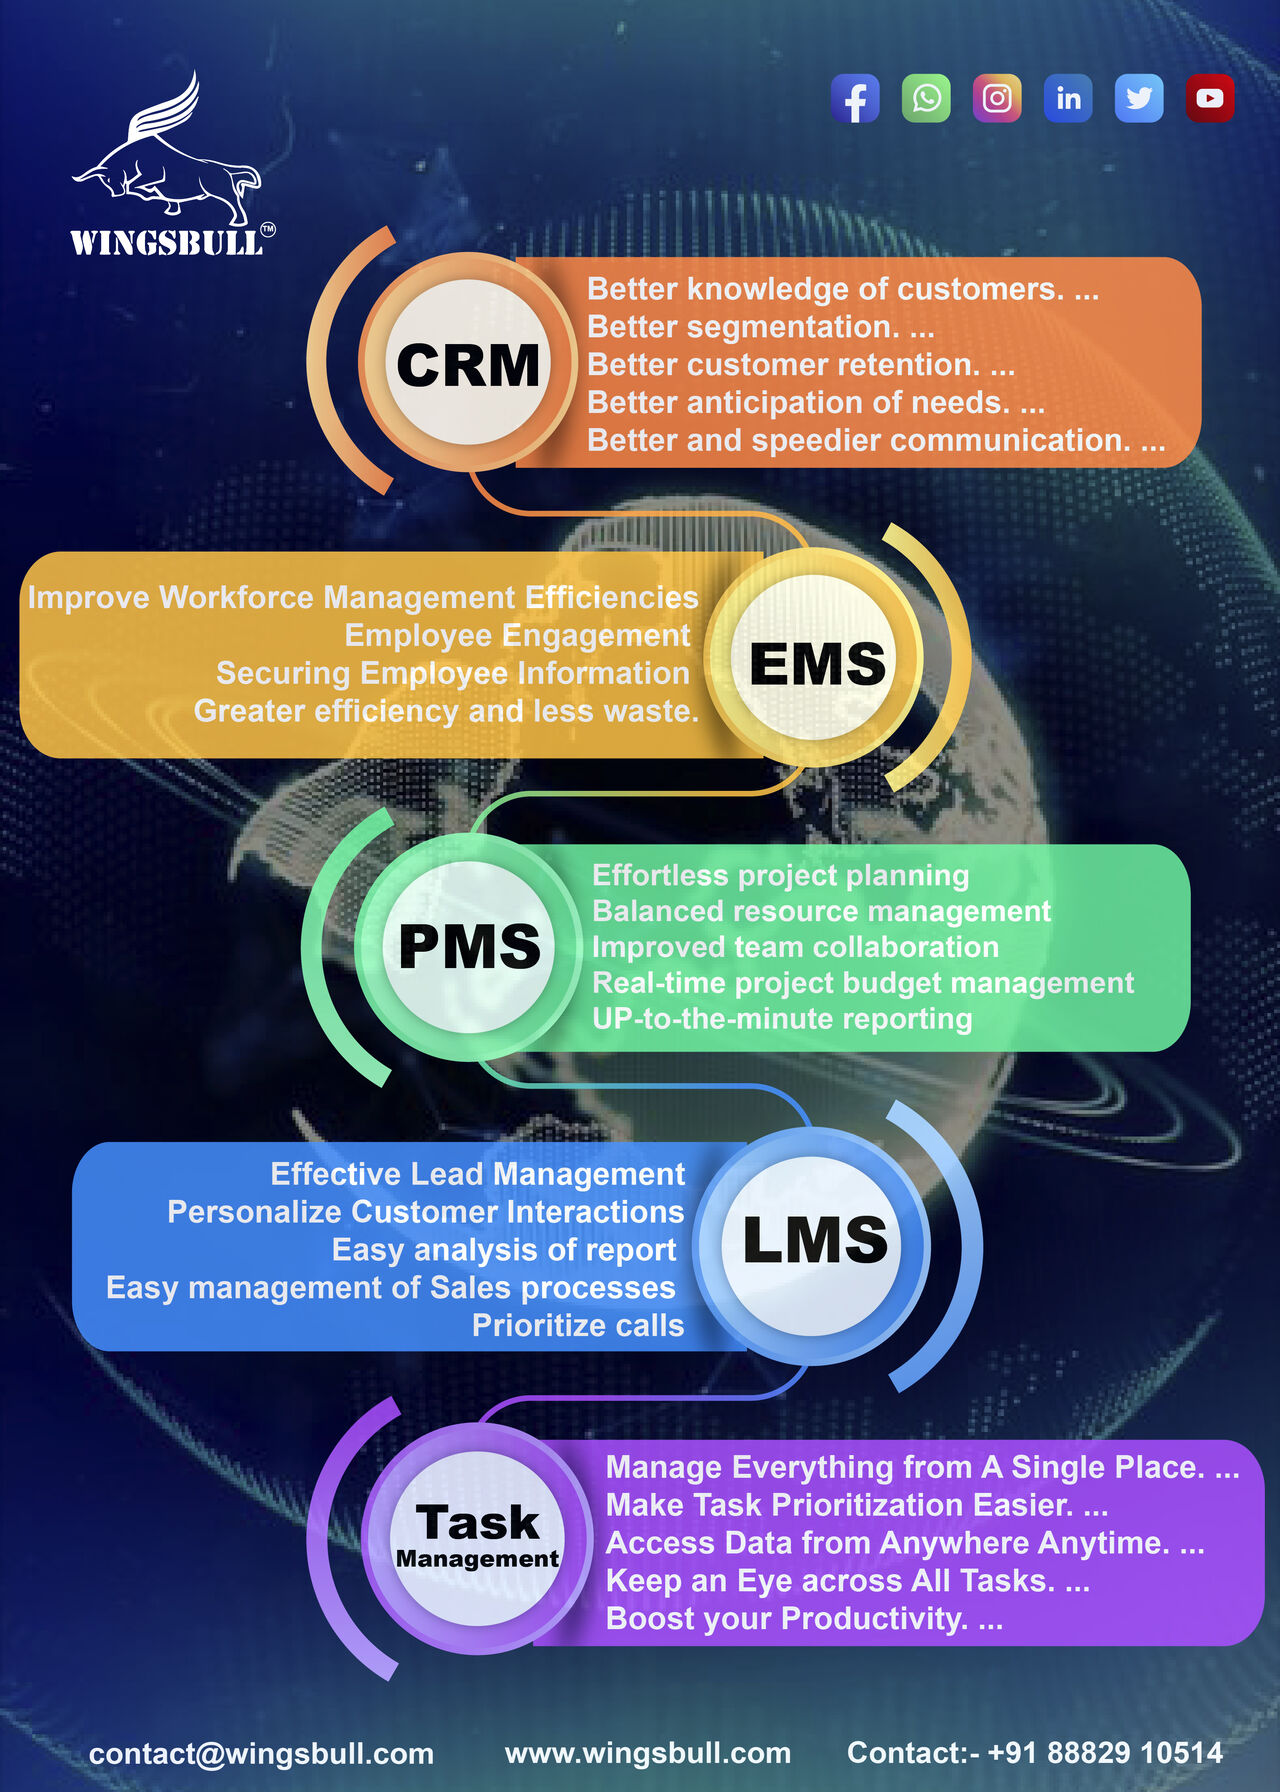 WINGSBULL TM
CRM
Better knowledge of customers. ...
Better segmentation. ...
Better customer retention. ...
Better anticipation of needs. ...
Better and speedier communication. ...
Improve Workforce Management Efficiencies
Employee Engagement
Securing Employee Information
Greater efficiency and less waste.
EMS
PMS
Effortless project planning
Balanced resource management
Improved team collaboration
Real-time project budget management
UP-to-the-minute reporting
Effective Lead Management
Personalize Customer Interactions
Easy analysis of report
Easy management of Sales processes
Prioritize calls
LMS
Task
Management
Manage Everything from A Single Place. ...
Make Task Prioritization Easier. ...
Access Data from Anywhere Anytime. ...
Keep an Eye across All Tasks. ...
Boost your Productivity. ...
contact@wingsbull.com www.wingsbull.com Contact:- +91 88829 10514